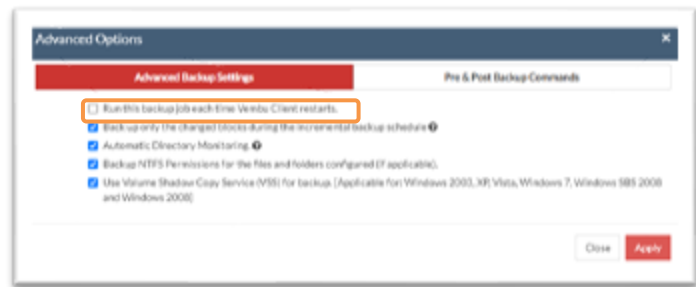 Advanced Options
Advanced Backup Settings
Pre & Post Backup Commands
Run this backup job each time Vembu Client restarts.
Back up only the changed blocks during the incremental backup schedule
Automatic Directory Monitoring.
Backup NTFS Permissions for the files and folders configured (if applicable).
Use Volume Shadow Copy Service (VSS) for backup. [Applicable for: Windows 2003, XP, Vista, Windows 7, Windows SBS 2008
and Windows 2008]
Close
Apply